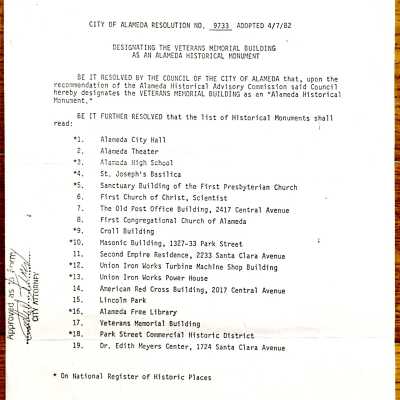 CITY OF ALAMEDA RESOLUTION NO. 9733 ADOPTED 4/7/82
DESIGNATING THE VETERANS MEMORIAL BUILDING
AS AN ALAMEDA HISTORICAL MONUMENT
BE IT RESOLVED BY THE COUNCIL OF THE CITY OF ALAMEDA that, upon the
recommendation of the Alameda Historical Advisory Commission said Council
hereby designates the VETERANS MEMORIAL BUILDING as an "Alameda Historical
Monument."
BE IT FURTHER RESOLVED that the list of Historical Monuments shall
read:
*1. Alameda City Hall
2. Alameda Theater
*3. Alameda High School
*4. St. Joseph's Basilica
*5. Sanctuary Building of the First Presbyterian Church
6. First Church of Christ, Scientist
7. The Old Post Office Building, 2417 Central Avenue
8. First Congregational Church of Alameda
*9. Croll Building
*10. Masonic Building, 1327-33 Park Street
11. Second Empire Residence, 2233 Santa Clara Avenue
*12. Union Iron Works Turbine Machine Shop Building
*13. Union Iron Works Power House
14. American Red Cross Building, 2017 Central Avenue
15. Lincoln Park
*16. Alameda Free Library
17. Veterans Memorial Building
*18. Park Street Commercial Historic District
19. Dr. Edith Meyers Center, 1724 Santa Clara Avenue
* On National Register of Historic Places
Approved as to Form
CITY ATTORNEY